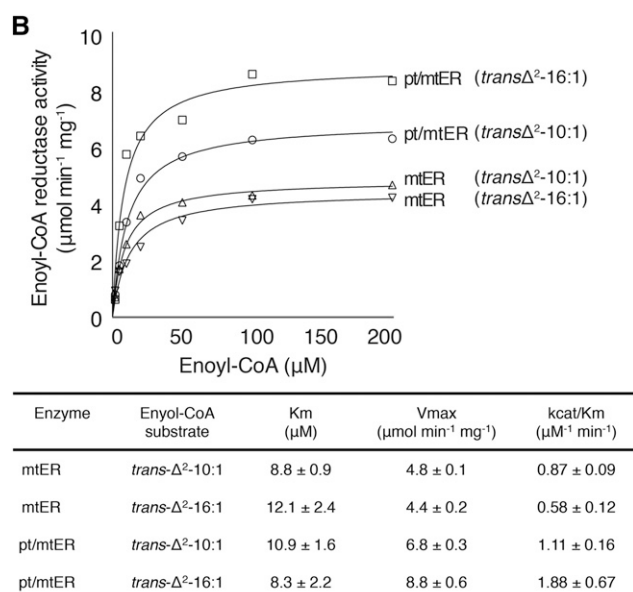 B
Enoyl-CoA reductase activity
(µmol min⁻¹ mg⁻¹)
10
8
6
4
2
0
0 50 100 150 200
Enoyl-CoA (µM)
pt/mtER (transΔ²-16:1)
pt/mtER (transΔ²-10:1)
mtER (transΔ²-10:1)
mtER (transΔ²-16:1)
Enzyme Enyol-CoA substrate Km (µM) Vmax (µmol min⁻¹ mg⁻¹) kcat/Km (µM⁻¹ min⁻¹)
mtER trans-Δ²-10:1 8.8 ± 0.9 4.8 ± 0.1 0.87 ± 0.09
mtER trans-Δ²-16:1 12.1 ± 2.4 4.4 ± 0.2 0.58 ± 0.12
pt/mtER trans-Δ²-10:1 10.9 ± 1.6 6.8 ± 0.3 1.11 ± 0.16
pt/mtER trans-Δ²-16:1 8.3 ± 2.2 8.8 ± 0.6 1.88 ± 0.67